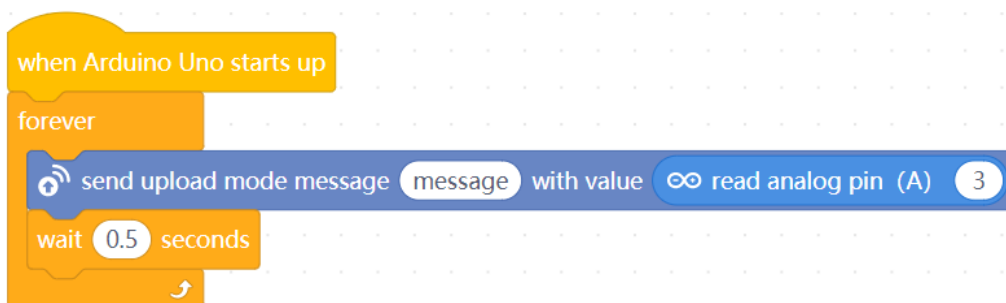 when Arduino Uno starts up
forever
send upload mode message message with value read analog pin (A) 3
wait 0.5 seconds